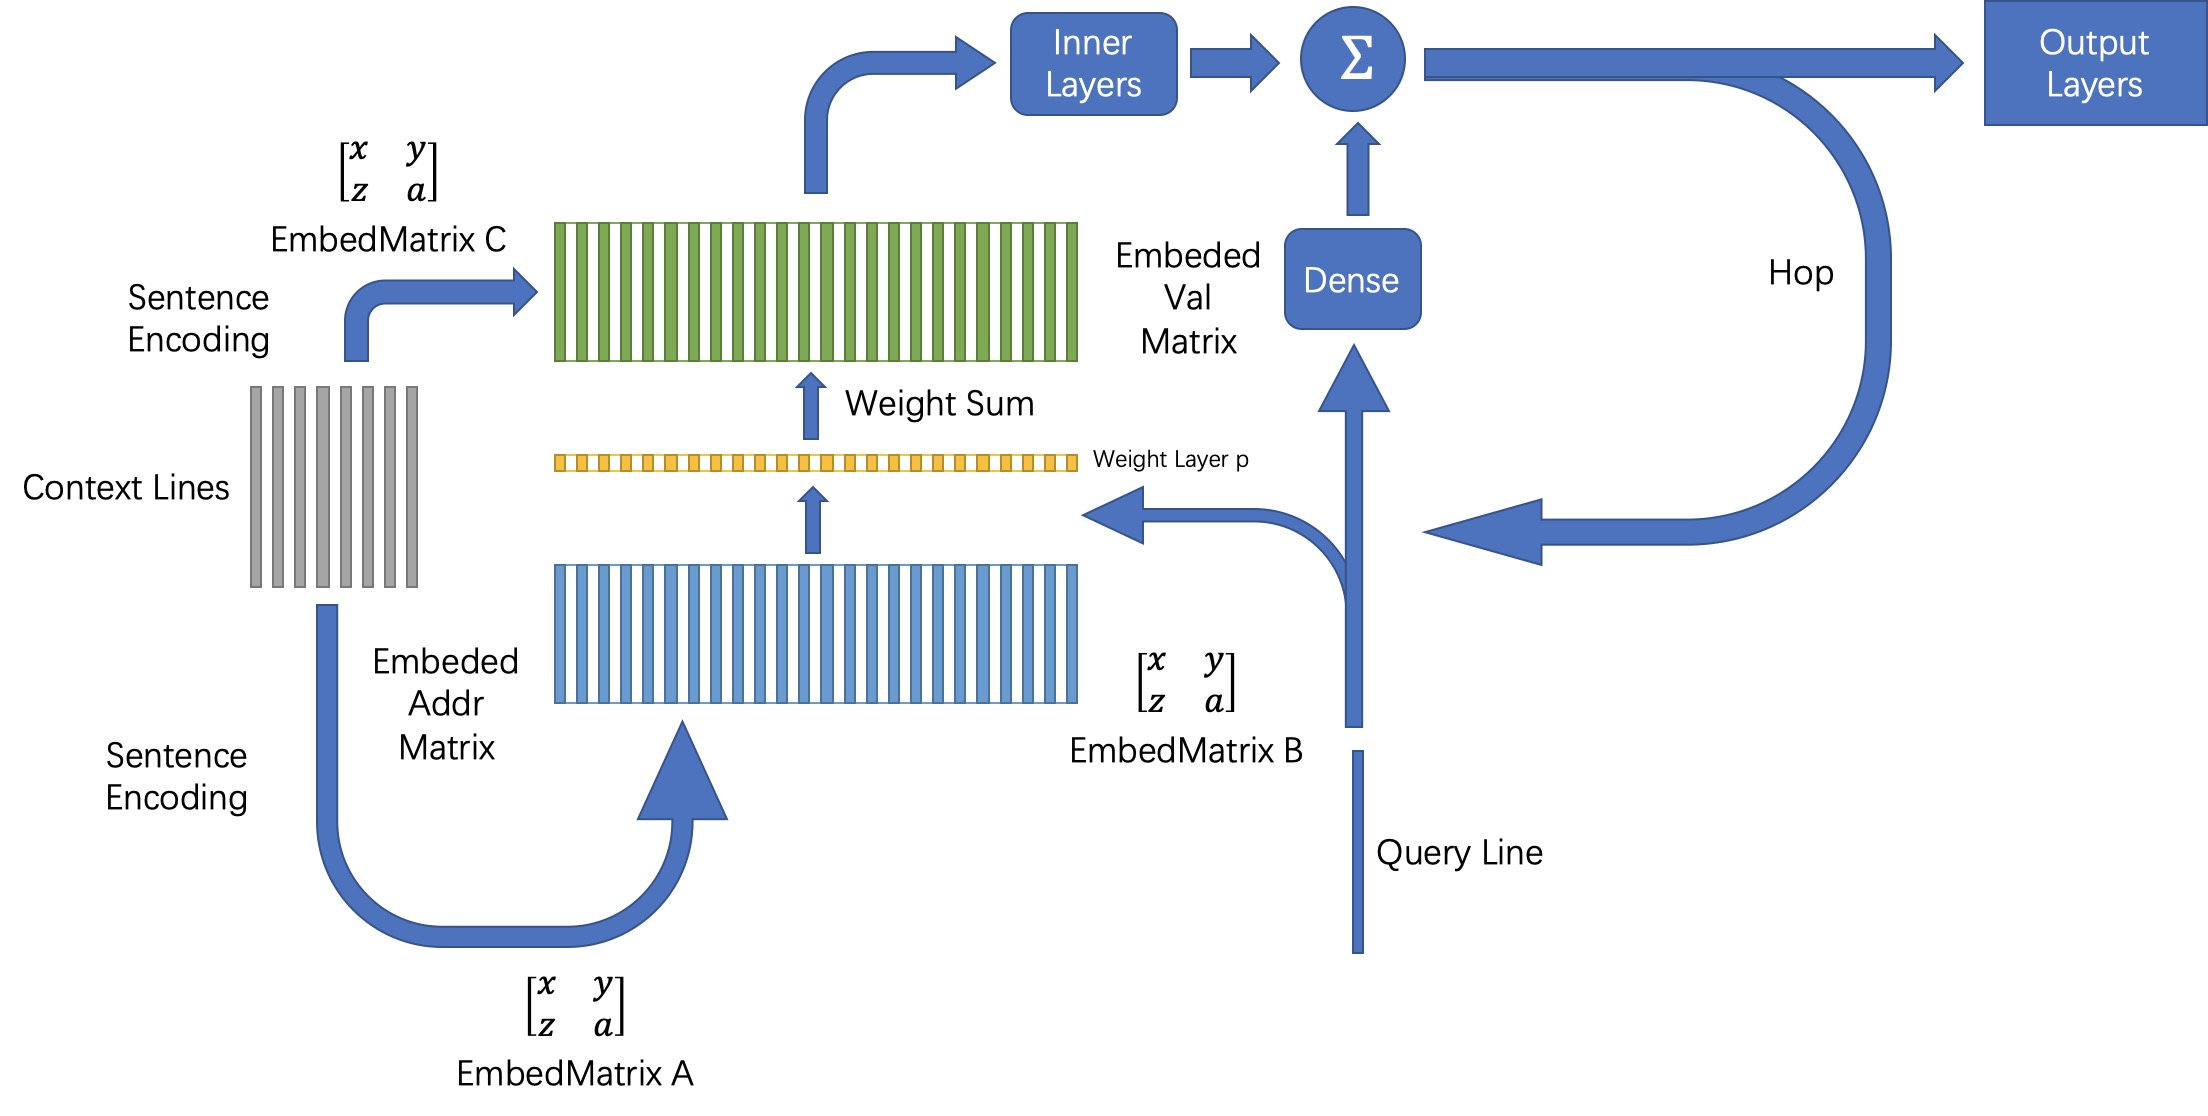 Inner
Layers
Σ
Output
Layers
x y
z a
EmbedMatrix C
Sentence
Encoding
Embeded
Val
Matrix
Dense
Hop
Weight Sum
Weight Layer p
Context Lines
Embeded
Addr
Matrix
x y
z a
EmbedMatrix B
Sentence
Encoding
Query Line
x y
z a
EmbedMatrix A